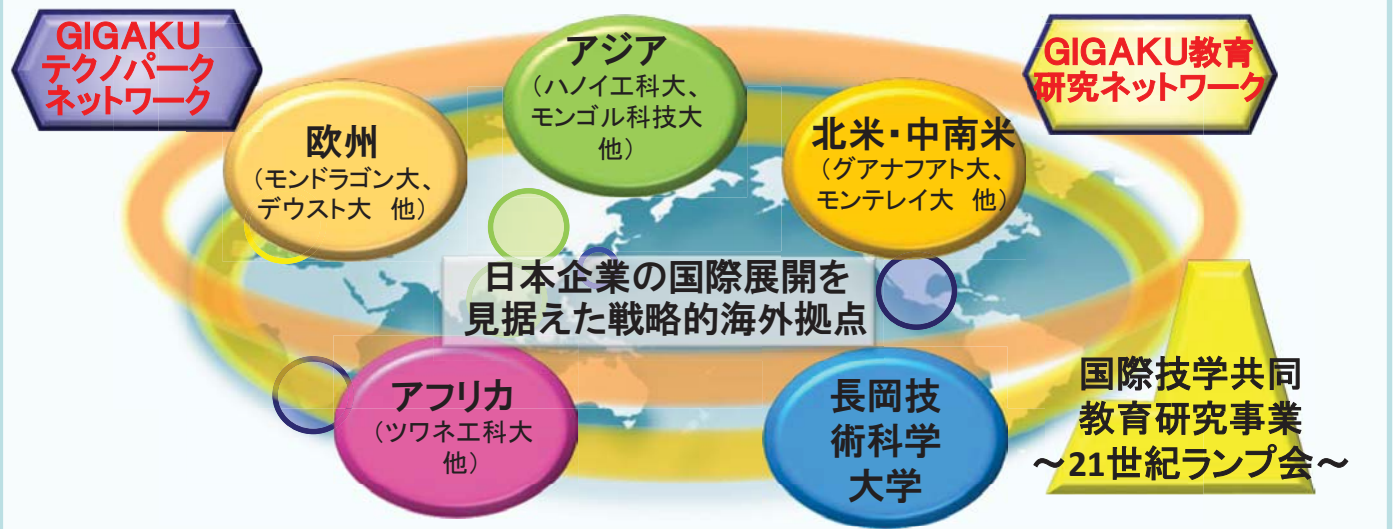 GIGAKU
テクノパーク
ネットワーク
アジア
（ハノイ工科大、
モンゴル科技大
他）
GIGAKU教育
研究ネットワーク
欧州
（モンドラゴン大、
デウスト大　他）
北米・中南米
（グアナフアト大、
モンテレイ大　他）
日本企業の国際展開を
見据えた戦略的海外拠点
アフリカ
（ツワネ工科大
他）
長岡技
術科学
大学
国際技学共同
教育研究事業
～21世紀ランプ会～